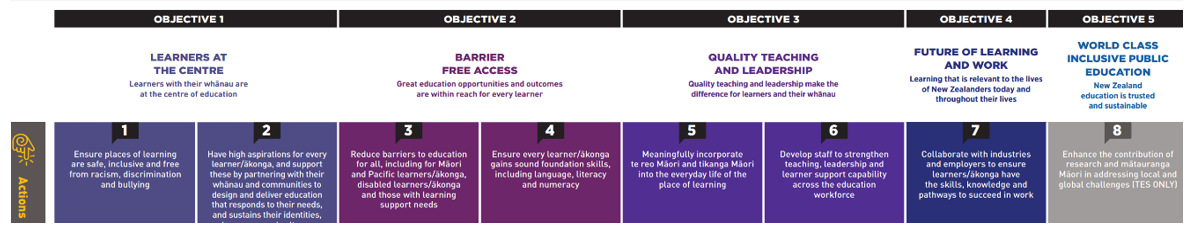 OBJECTIVE 1
LEARNERS AT
THE CENTRE
Learners with their whānau are
at the centre of education
OBJECTIVE 2
BARRIER
FREE ACCESS
Great education opportunities and outcomes
are within reach for every learner
OBJECTIVE 3
QUALITY TEACHING
AND LEADERSHIP
Quality teaching and leadership make the
difference for learners and their whānau
OBJECTIVE 4
FUTURE OF LEARNING
AND WORK
Learning that is relevant to the lives
of New Zealanders today and
throughout their lives
OBJECTIVE 5
WORLD CLASS
INCLUSIVE PUBLIC
EDUCATION
New Zealand
education is trusted
and sustainable
Actions
1
Ensure places of learning
are safe, inclusive and free
from racism, discrimination
and bullying
2
Have high aspirations for every
learner/ākonga, and support
these by partnering with their
whānau and communities to
design and deliver education
that responds to their needs,
and sustains their identities,
3
Reduce barriers to education
for all, including for Māori
and Pacific learners/ākonga,
disabled learners/ākonga
and those with learning
support needs
4
Ensure every learner/ākonga
gains sound foundation skills,
including language, literacy
and numeracy
5
Meaningfully incorporate
te reo Māori and tikanga Māori
into the everyday life of the
place of learning
6
Develop staff to strengthen
teaching, leadership and
learner support capability
across the education
workforce
7
Collaborate with industries
and employers to ensure
learners/ākonga have
the skills, knowledge and
pathways to succeed in work
8
Enhance the contribution of
research and mātauranga
Māori in addressing local and
global challenges (TES ONLY)